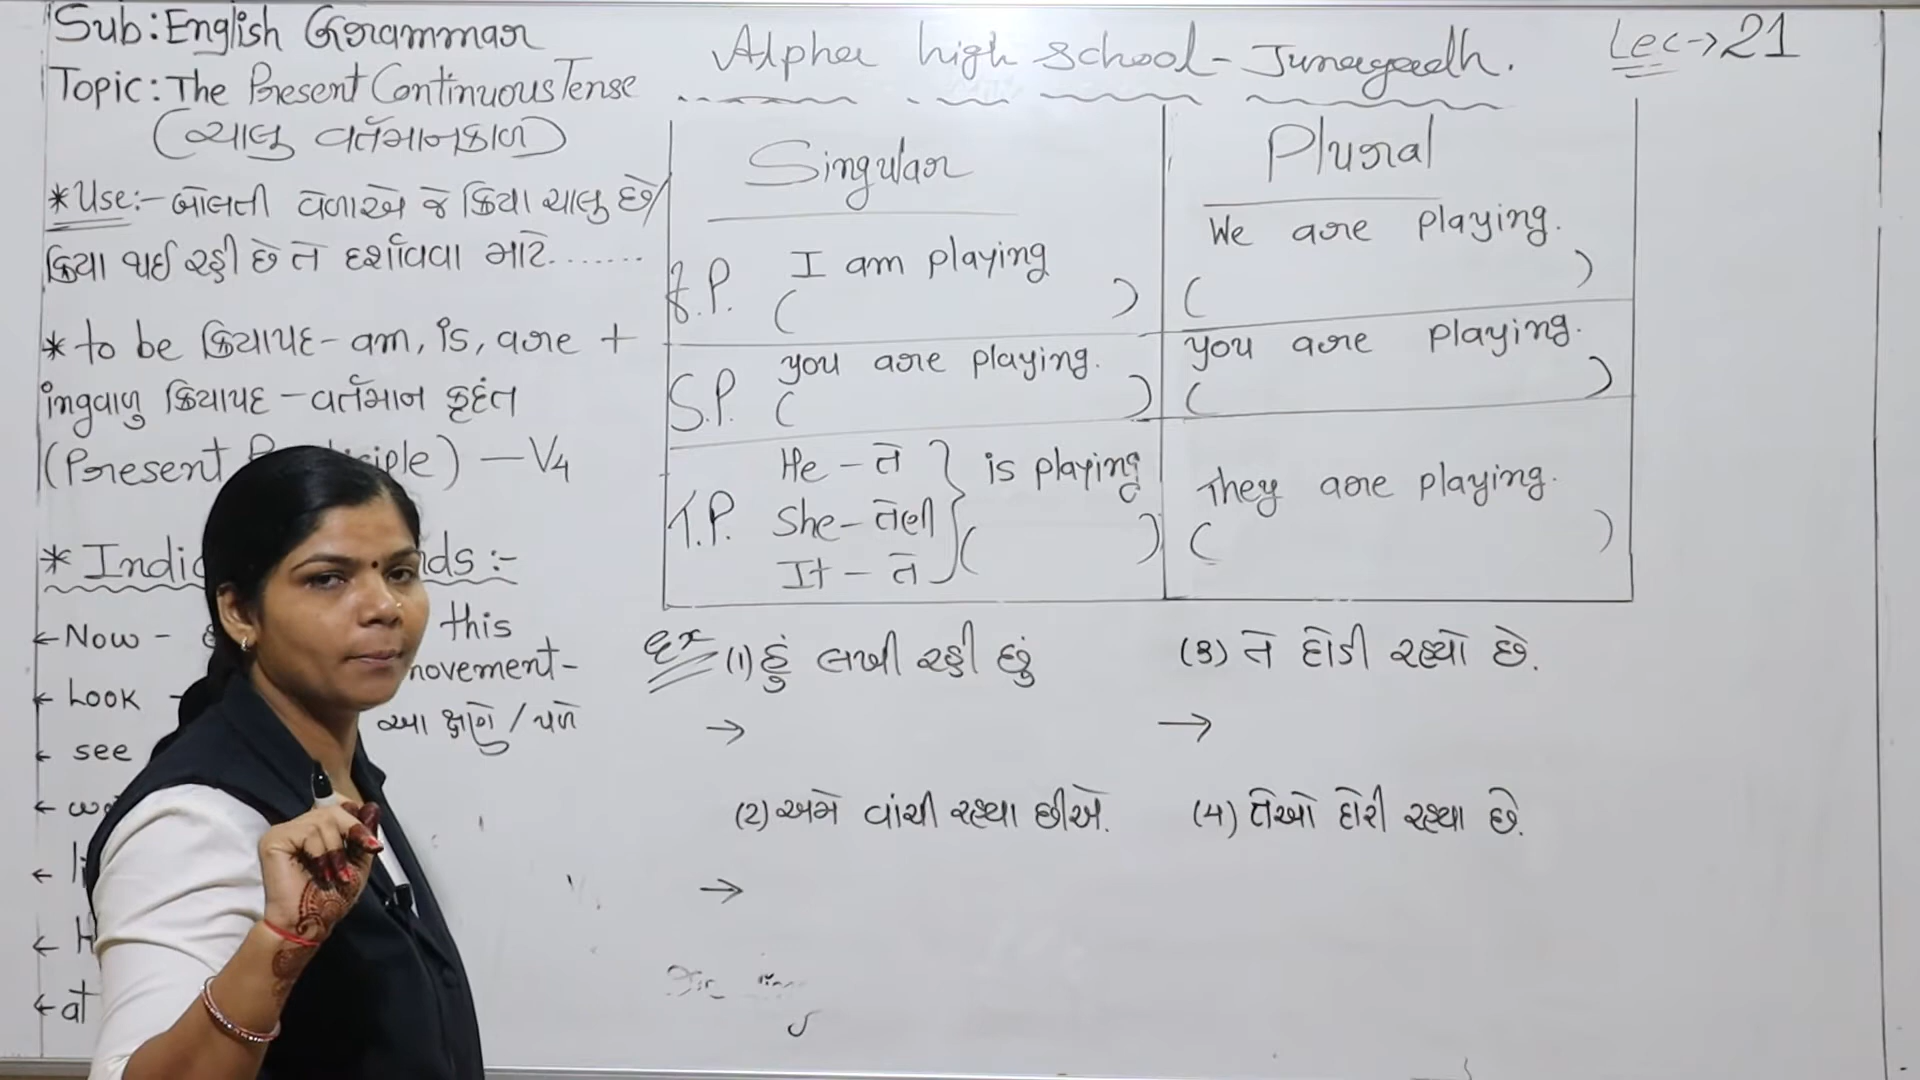 Sub: English Grammar
Topic: The Present Continuous Tense
(ચાલુ વર્તમાનકાળ)
*Use:- બોલતી વેળાએ જે ક્રિયા ચાલુ છે/
ક્રિયા થઈ રહી છે તે દર્શાવવા માટે.......
* to be ક્રિયાપદ - am, is, are +
ingવાળુ ક્રિયાપદ - વર્તમાન કૃદંત
(Present ciple) - V4
* Indic ds :-
← Now - this
movement-
← Look -
આ ક્ષણે / પળે
← see
←
←
← H
← at
Alpha high school - Junagadh.
Lec → 21
Singular Plural
F.P. I am playing We are playing.
( ) ( )
S.P. you are playing. you are playing.
( ) ( )
T.P. He - તે } is playing They are playing.
She - તેણી ( ) ( )
It - તે
Ex (1) હું લખી રહી છું (3) તે દોડી રહ્યો છે.
→ →
(2) અમે વાંચી રહ્યા છીએ. (4) તેઓ દોરી રહ્યા છે.
→